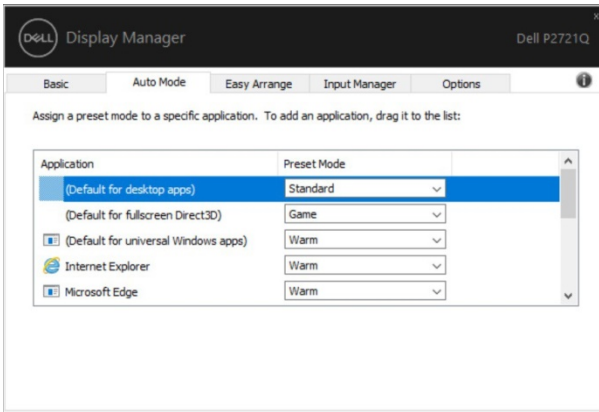 x
DELL Display Manager Dell P2721Q
Basic Auto Mode Easy Arrange Input Manager Options i
Assign a preset mode to a specific application. To add an application, drag it to the list:
Application Preset Mode
(Default for desktop apps) Standard
(Default for fullscreen Direct3D) Game
(Default for universal Windows apps) Warm
Internet Explorer Warm
Microsoft Edge Warm